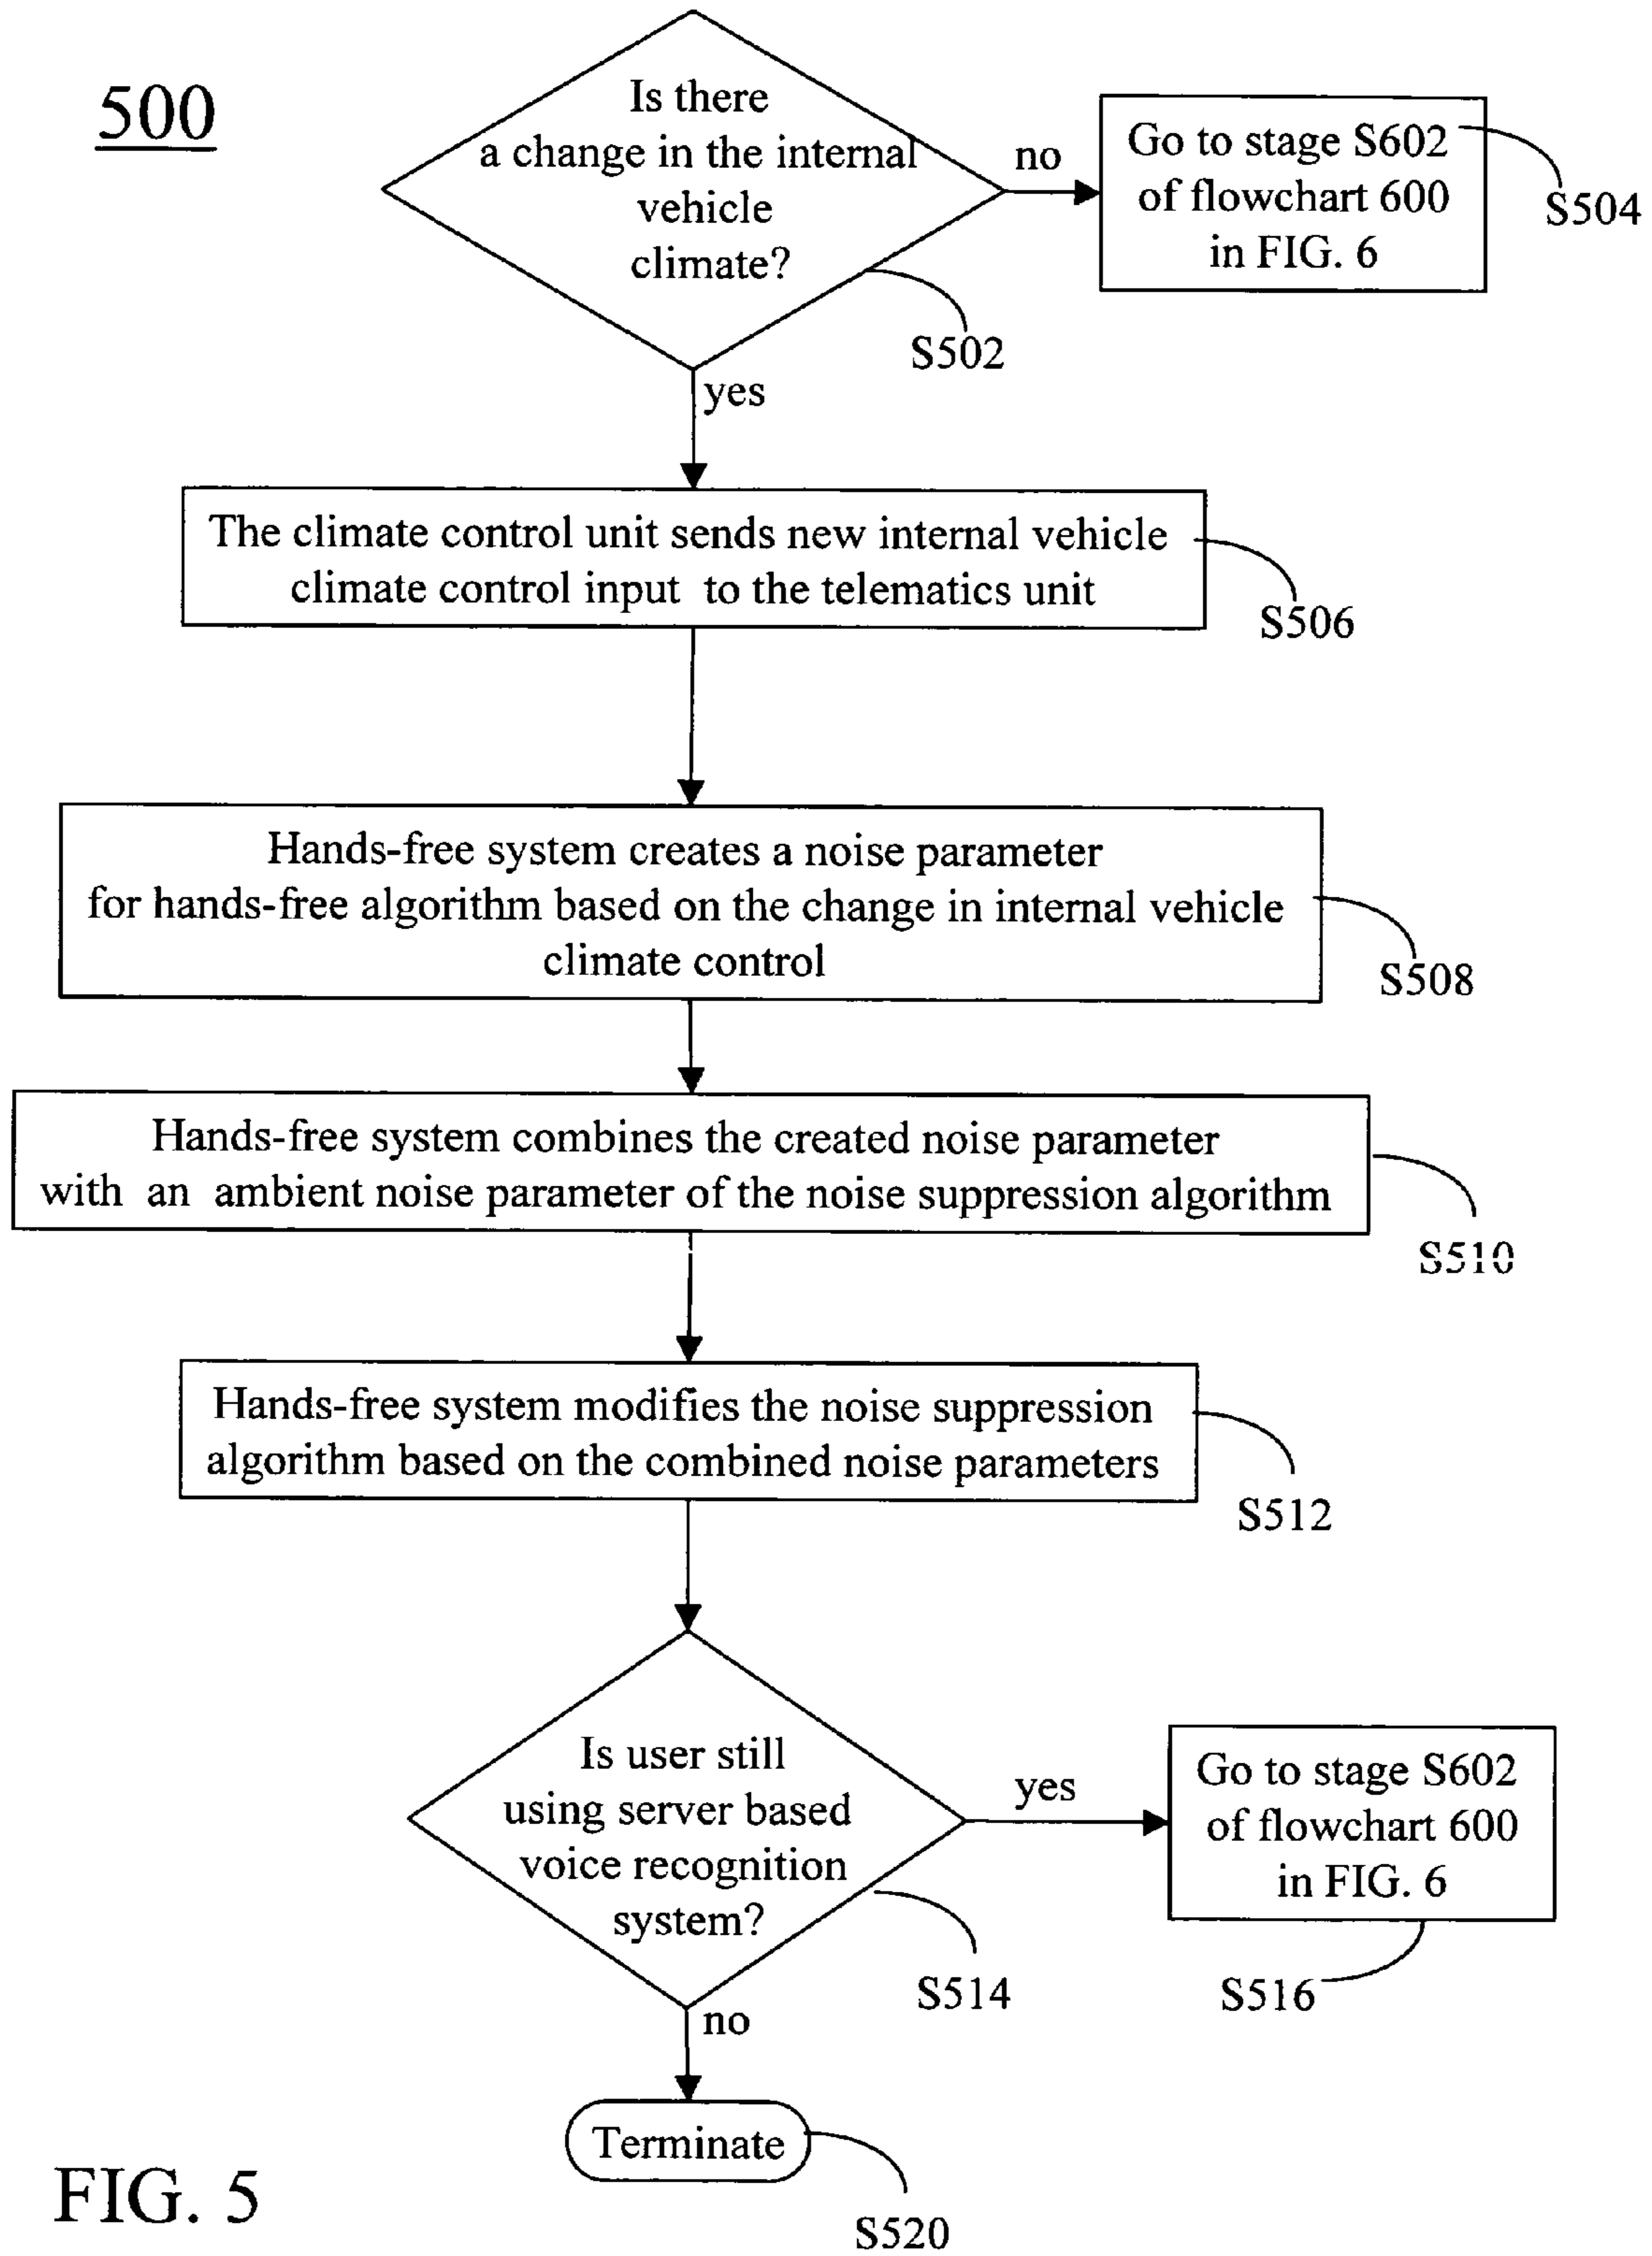 500
Is there
a change in the internal
vehicle
climate?
no
Go to stage S602
of flowchart 600
in FIG. 6
S504
S502
yes
The climate control unit sends new internal vehicle
climate control input to the telematics unit
S506
Hands-free system creates a noise parameter
for hands-free algorithm based on the change in internal vehicle
climate control
S508
Hands-free system combines the created noise parameter
with an ambient noise parameter of the noise suppression algorithm
S510
Hands-free system modifies the noise suppression
algorithm based on the combined noise parameters
S512
Is user still
using server based
voice recognition
system?
yes
Go to stage S602
of flowchart 600
in FIG. 6
S514
S516
no
Terminate
S520
FIG. 5